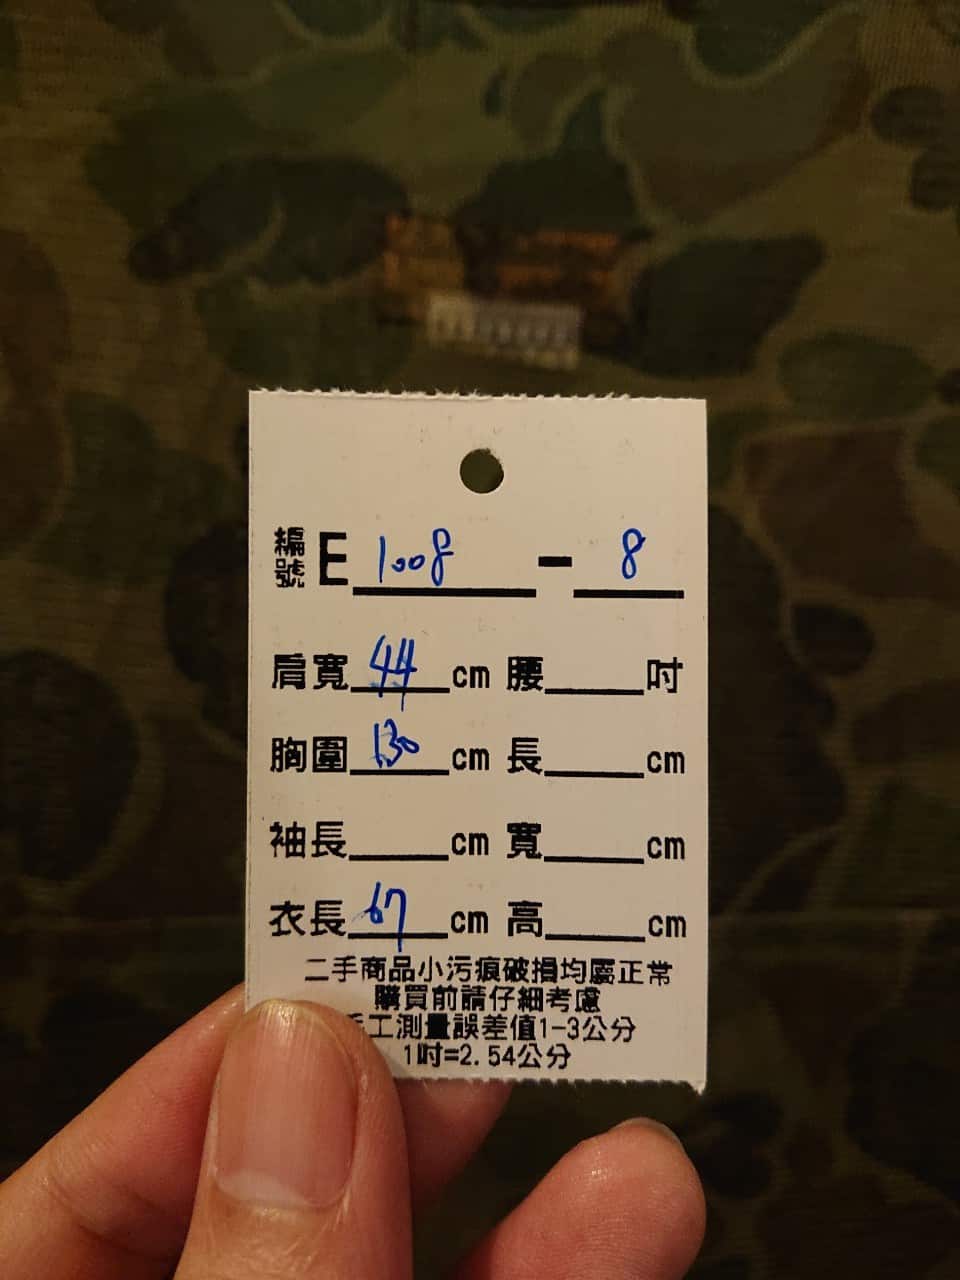 編號 E 1008 - 8
肩寬 44 cm 腰 吋
胸圍 130 cm 長 cm
袖長 cm 寬 cm
衣長 67 cm 高 cm
二手商品小污痕破損均屬正常
購買前請仔細考慮
手工測量誤差值1-3公分
1吋=2.54公分